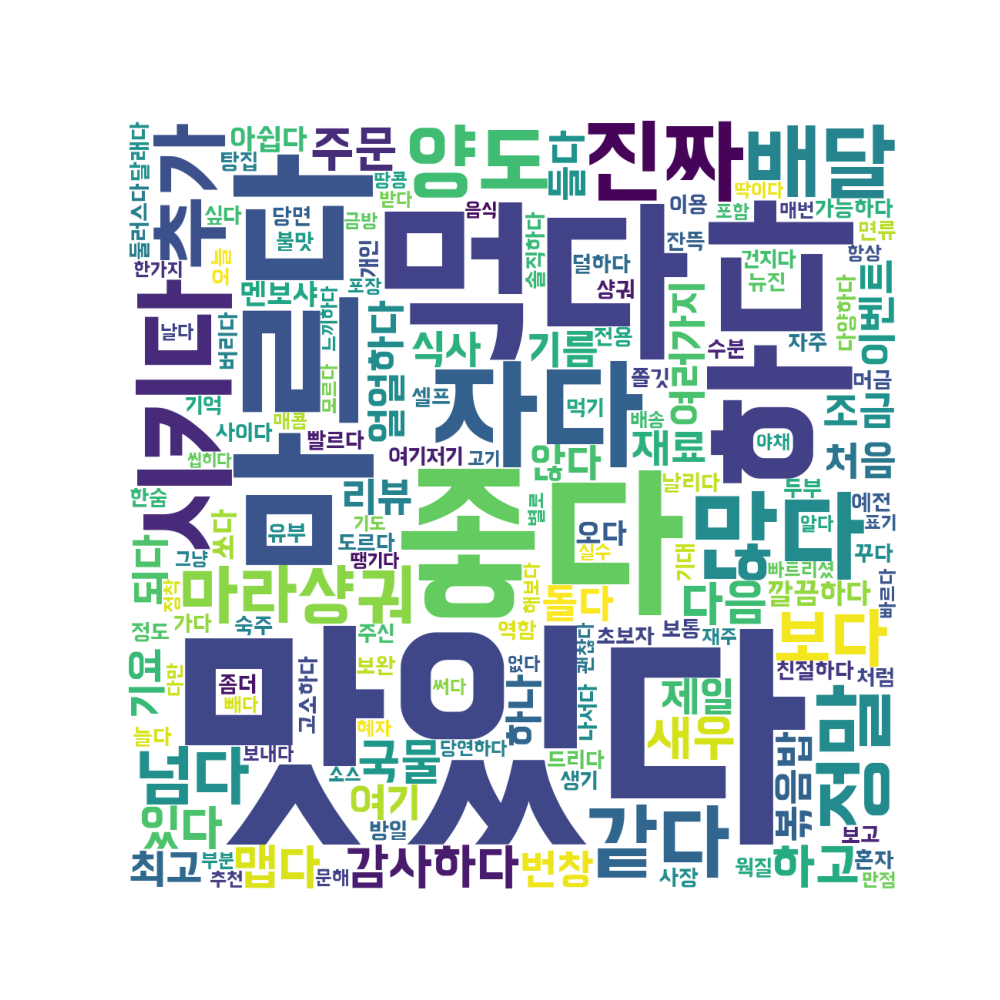 둘러스다
달래다
추가
아쉽다
탕집
싶다
한가지
오늘
마라
당면
불맛
금방
개인
주문
땅콩
받다
양도
음식
들다
솔직하다
진짜
배달
딱이다
이용
포함
매번
가능하다
잔뜩
면류
항상
건지다
뉴진
먹다
덜하다
샹궈
하다
다양하다
이벤트
시키다
날다
멘보샤
포장
버리다
느끼하다
모르다
얼얼하다
식사
기름
전용
여러가지
수분
자주
머금
조금
기억
매콤
사이다
빨르다
씹히다
셀프
자다
쫄깃
먹기
배송
여기저기
고기
야채
처음
재료
않다
리뷰
한숨
유부
기도
도르다
땡기다
그냥
쏘다
되다
정착
좋다
별로
오다
실수
날리다
기대
많다
두부
알다
예전
표기
꾸다
빠트리셨
빠르다
마라샹궈
해보다
돌다
다음
깔끔하다
정도
가다
숙주
주신
역함
초보자
보통
재주
보다
친절하다
처럼
기요
다민
좀더
빼다
고소하다
보완
맛있다
써다
없다
하나
괜찮다
나서다
제일
새우
정말
늘다
보내다
혜자
소스
국물
당연하다
드리다
생기
볶음밥
넘다
있다
여기
방일
같다
보고
최고
부분
추천
맵다
문해
감사하다
번창
사장
웍질
하고
혼자
만점